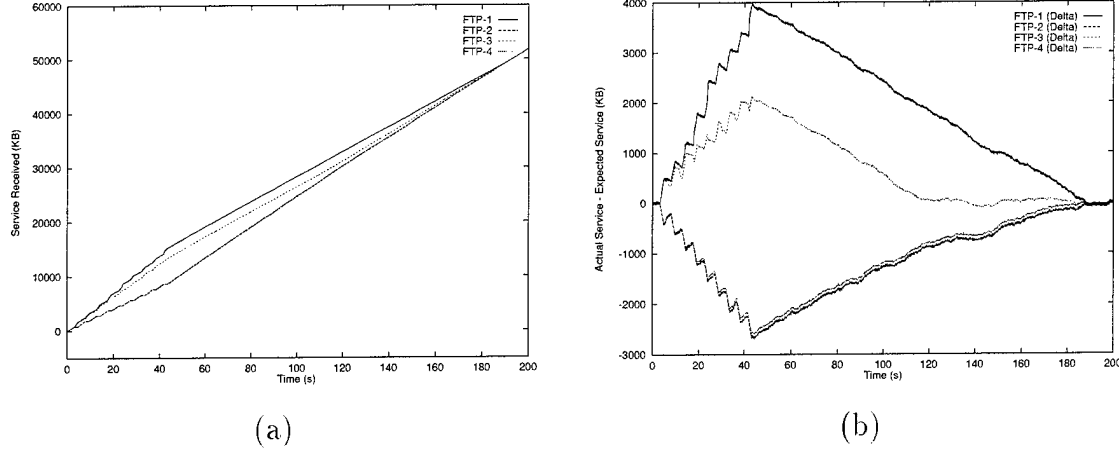 FTP-1
FTP-2
FTP-3
FTP-4
60000
50000
40000
30000
20000
10000
0
Service Received (KB)
0 20 40 60 80 100 120 140 160 180 200
Time (s)
(a)
FTP-1 (Delta)
FTP-2 (Delta)
FTP-3 (Delta)
FTP-4 (Delta)
4000
3000
2000
1000
0
-1000
-2000
-3000
Actual Service - Expected Service (KB)
0 20 40 60 80 100 120 140 160 180 200
Time (s)
(b)